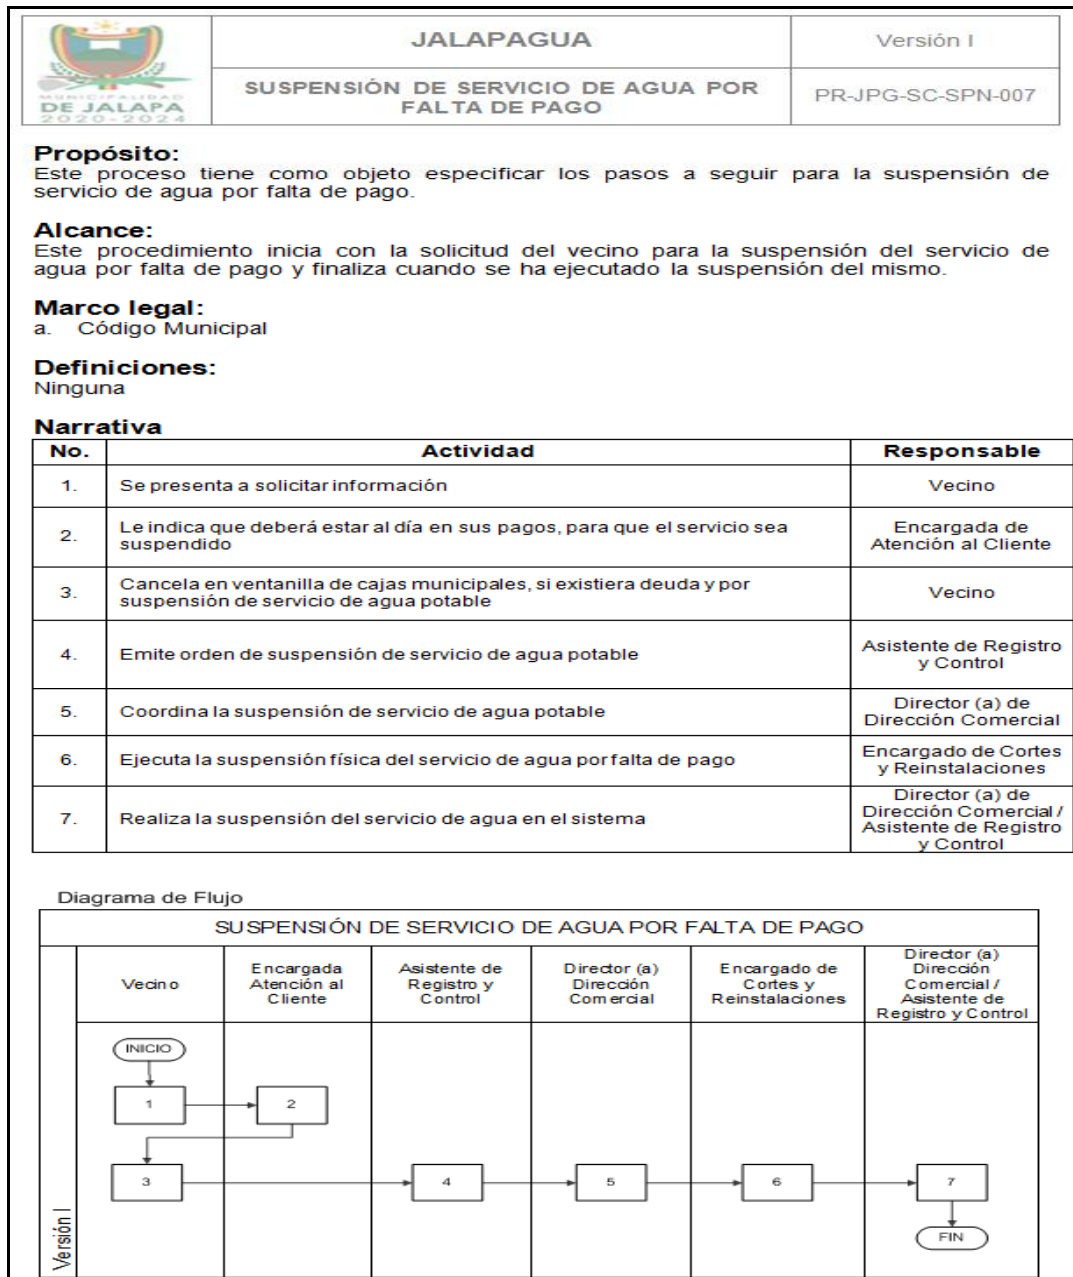 MUNICIPALIDAD
DE JALAPA
2020-2024
JALAPAGUA
Versión I
SUSPENSIÓN DE SERVICIO DE AGUA POR
FALTA DE PAGO
PR-JPG-SC-SPN-007
Propósito:
Este proceso tiene como objeto especificar los pasos a seguir para la suspensión de
servicio de agua por falta de pago.
Alcance:
Este procedimiento inicia con la solicitud del vecino para la suspensión del servicio de
agua por falta de pago y finaliza cuando se ha ejecutado la suspensión del mismo.
Marco legal:
a. Código Municipal
Definiciones:
Ninguna
Narrativa
No. Actividad Responsable
1. Se presenta a solicitar información Vecino
2. Le indica que deberá estar al día en sus pagos, para que el servicio sea
suspendido
Encargada de
Atención al Cliente
3. Cancela en ventanilla de cajas municipales, si existiera deuda y por
suspensión de servicio de agua potable
Vecino
4. Emite orden de suspensión de servicio de agua potable
Asistente de Registro
y Control
5. Coordina la suspensión de servicio de agua potable
Director (a) de
Dirección Comercial
6. Ejecuta la suspensión física del servicio de agua por falta de pago
Encargado de Cortes
y Reinstalaciones
7. Realiza la suspensión del servicio de agua en el sistema
Director (a) de
Dirección Comercial /
Asistente de Registro
y Control
Diagrama de Flujo
SUSPENSIÓN DE SERVICIO DE AGUA POR FALTA DE PAGO
Vecino
Encargada
Atención al
Cliente
Asistente de
Registro y
Control
Director (a)
Dirección
Comercial
Encargado de
Cortes y
Reinstalaciones
Director (a)
Dirección
Comercial /
Asistente de
Registro y Control
INICIO
1
2
3
4
5
6
7
FIN
Versión I